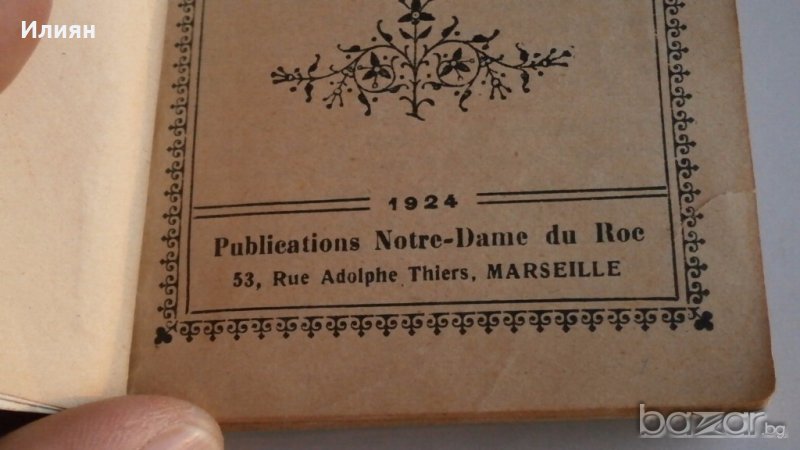 Илиян
1924
Publications Notre-Dame du Roc
53, Rue Adolphe Thiers, MARSEILLE
bazar.bg